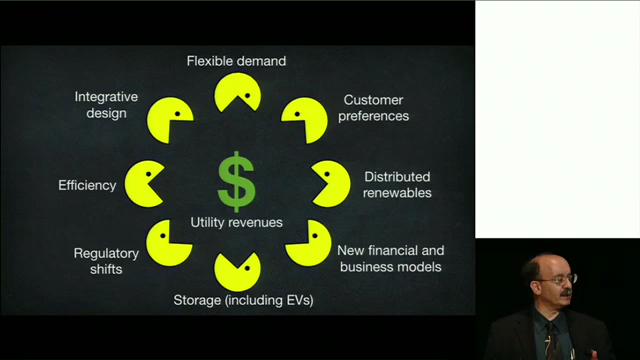 Flexible demand
Integrative
design
Customer
preferences
Efficiency
$
Utility revenues
Distributed
renewables
Regulatory
shifts
New financial and
business models
Storage (including EVs)